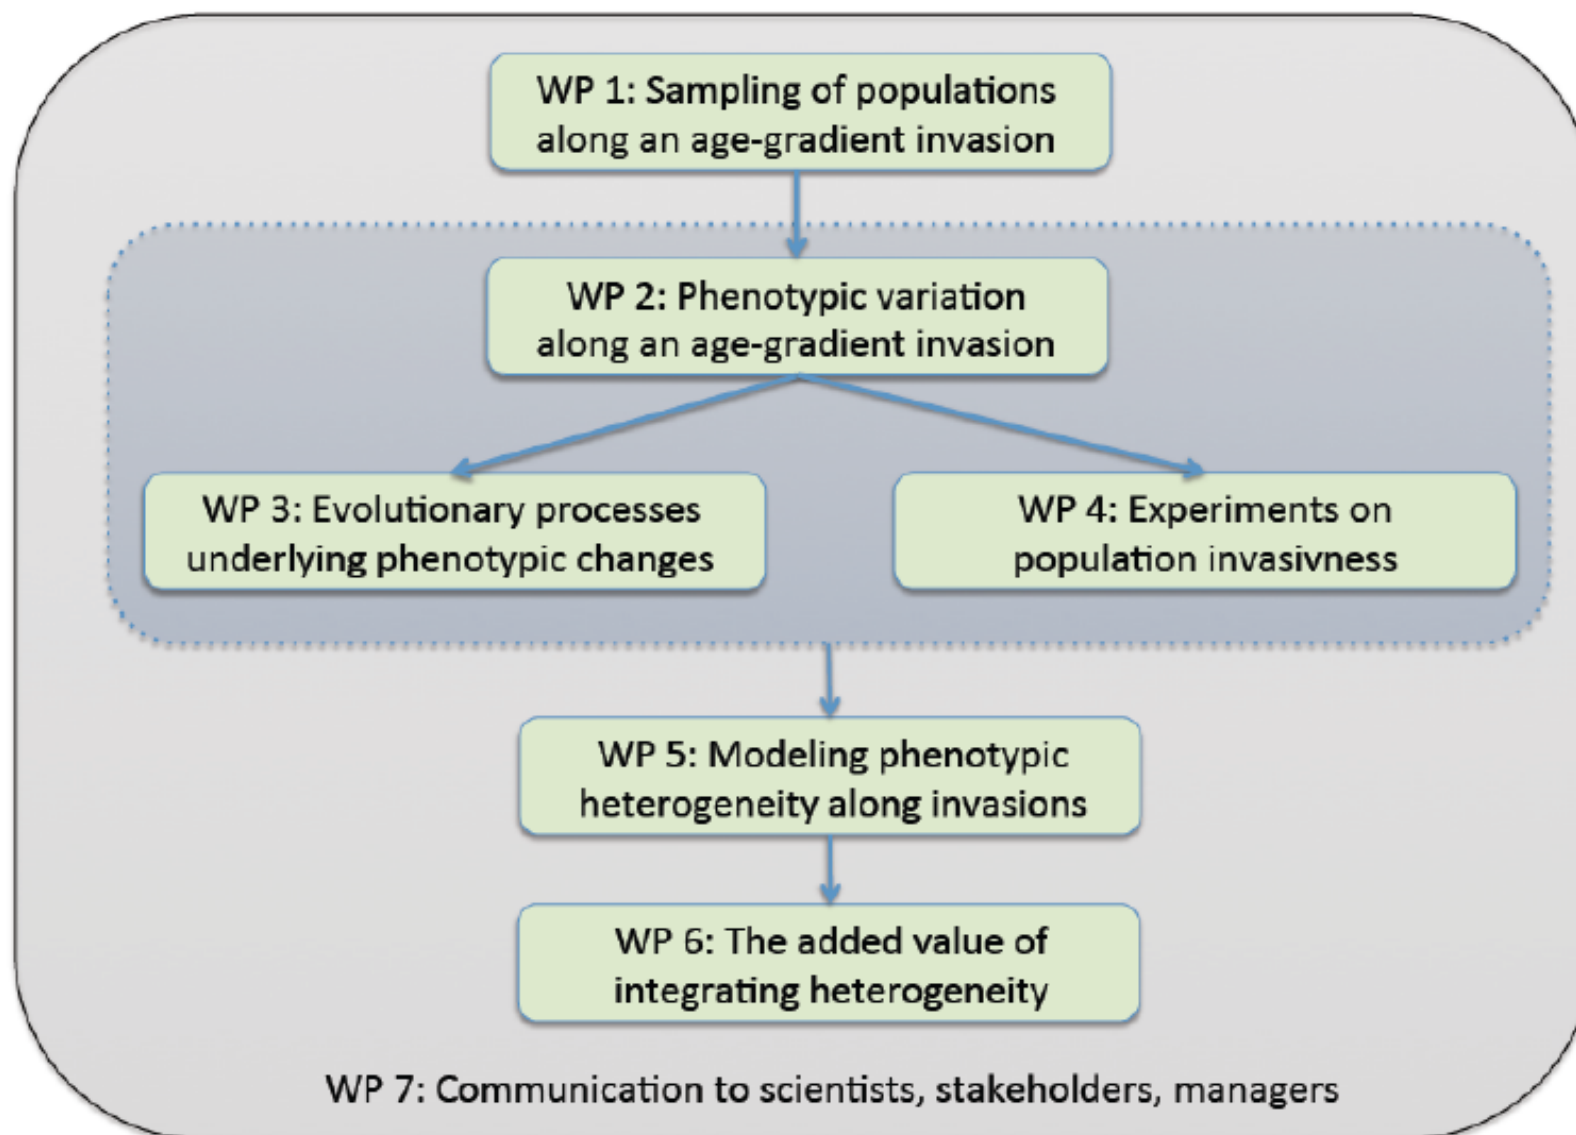 WP 1: Sampling of populations
along an age-gradient invasion
WP 2: Phenotypic variation
along an age-gradient invasion
WP 3: Evolutionary processes
underlying phenotypic changes
WP 4: Experiments on
population invasivness
WP 5: Modeling phenotypic
heterogeneity along invasions
WP 6: The added value of
integrating heterogeneity
WP 7: Communication to scientists, stakeholders, managers